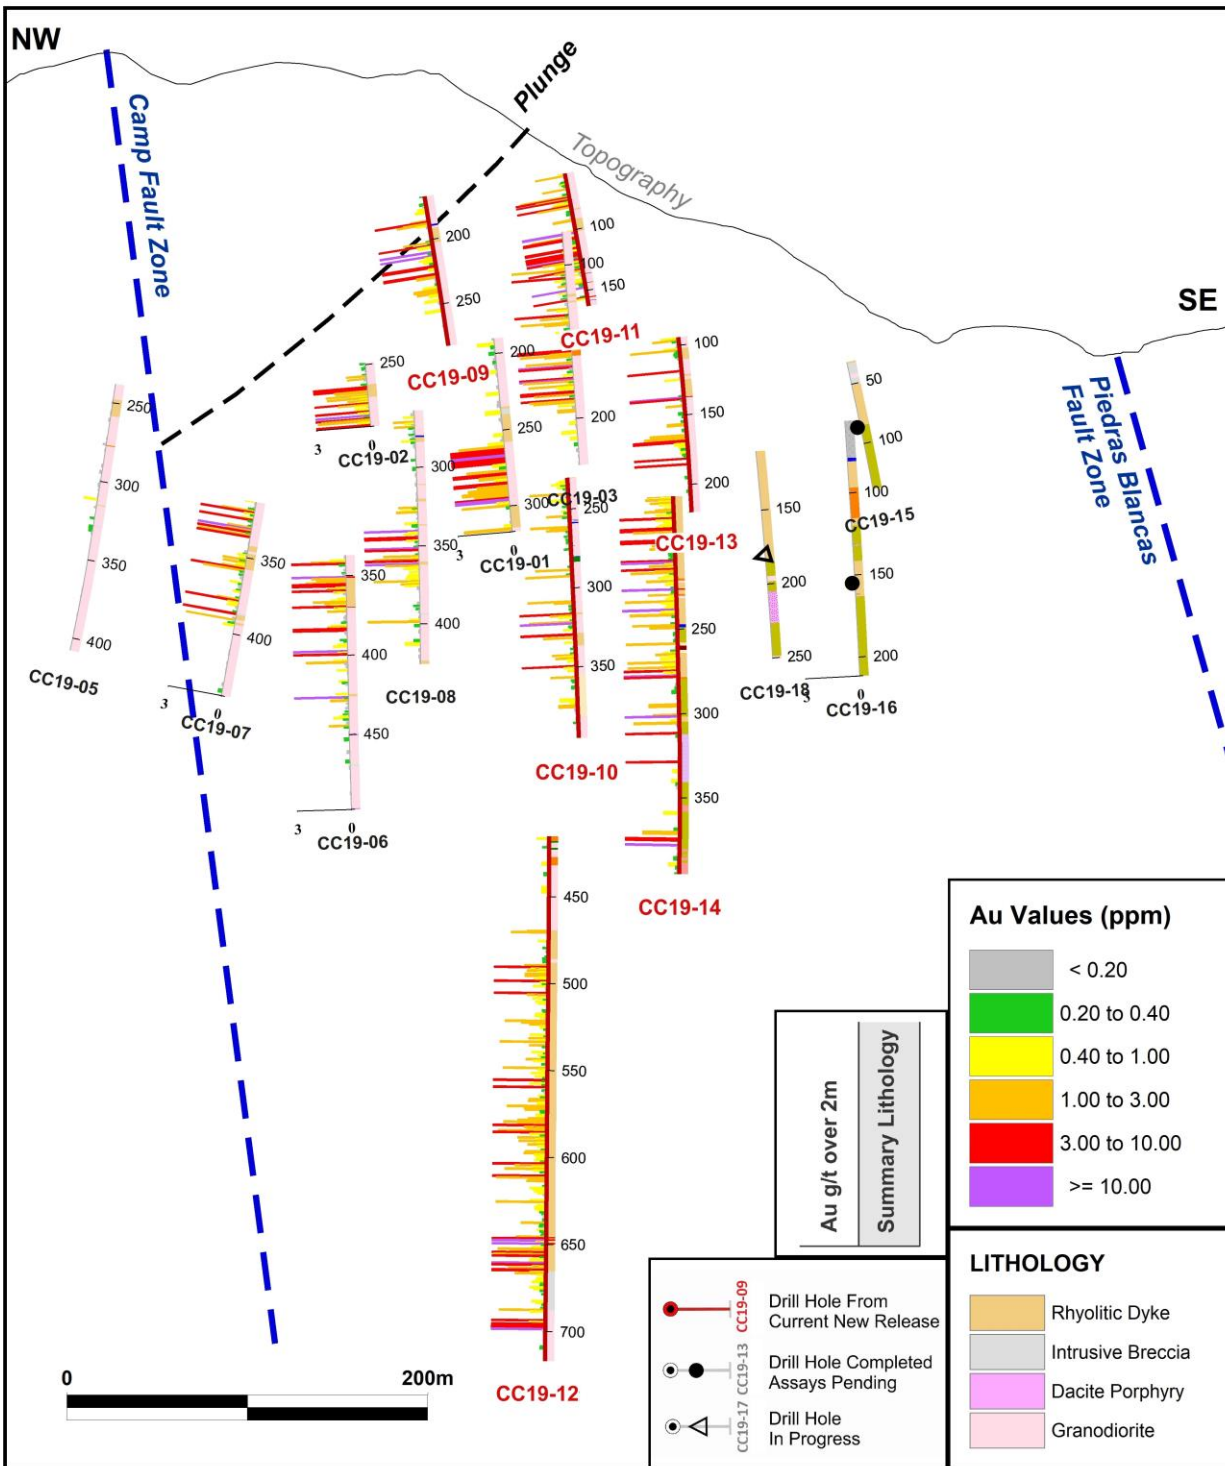 NW
Plunge
Camp Fault Zone
Topography
SE
Piedras Blancas
Fault Zone
200
250
CC19-09
100
150
100
CC19-11
250
3
0
CC19-02
200
250
300
3
0
CC19-01
200
CC19-03
100
150
200
CC19-13
50
100
CC19-15
100
150
200
3
0
CC19-16
150
200
250
CC19-18
250
300
350
400
CC19-05
350
400
3
0
CC19-07
350
400
450
3
0
CC19-06
300
350
400
CC19-08
250
300
350
CC19-10
250
300
350
CC19-14
450
500
550
600
650
700
CC19-12
0
200m
Au Values (ppm)
< 0.20
0.20 to 0.40
0.40 to 1.00
1.00 to 3.00
3.00 to 10.00
>= 10.00
Au g/t over 2m
Summary Lithology
CC19-09
Drill Hole From
Current New Release
CC19-13
Drill Hole Completed
Assays Pending
CC19-17
Drill Hole
In Progress
LITHOLOGY
Rhyolitic Dyke
Intrusive Breccia
Dacite Porphyry
Granodiorite